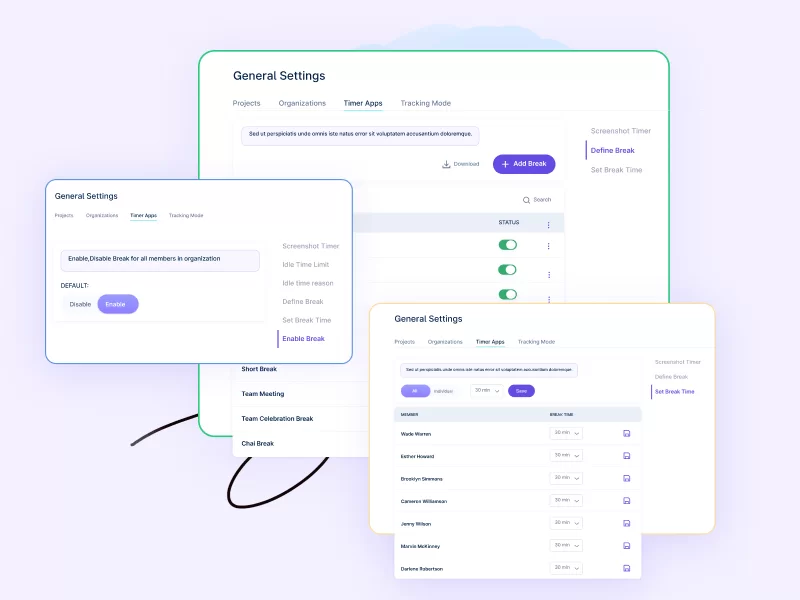 General Settings
Projects Organizations Timer Apps Tracking Mode
Sed ut perspiciatis unde omnis iste natus error sit voluptatem accusantium doloremque.
Download + Add Break
Screenshot Timer
Define Break
Set Break Time
Search
STATUS
Short Break
Team Meeting
Team Celebration Break
Chai Break
General Settings
Projects Organizations Timer Apps Tracking Mode
Enable,Disable Break for all members in organization
DEFAULT:
Disable Enable
Screenshot Timer
Idle Time Limit
Idle time reason
Define Break
Set Break Time
Enable Break
General Settings
Projects Organizations Timer Apps Tracking Mode
Sed ut perspiciatis unde omnis iste natus error sit voluptatem accusantium doloremque.
All Individual 30 min Save
Screenshot Timer
Define Break
Set Break Time
MEMBER BREAK TIME
Wade Warren 30 min
Esther Howard 30 min
Brooklyn Simmons 30 min
Cameron Williamson 30 min
Jenny Wilson 30 min
Marvin McKinney 30 min
Darlene Robertson 30 min